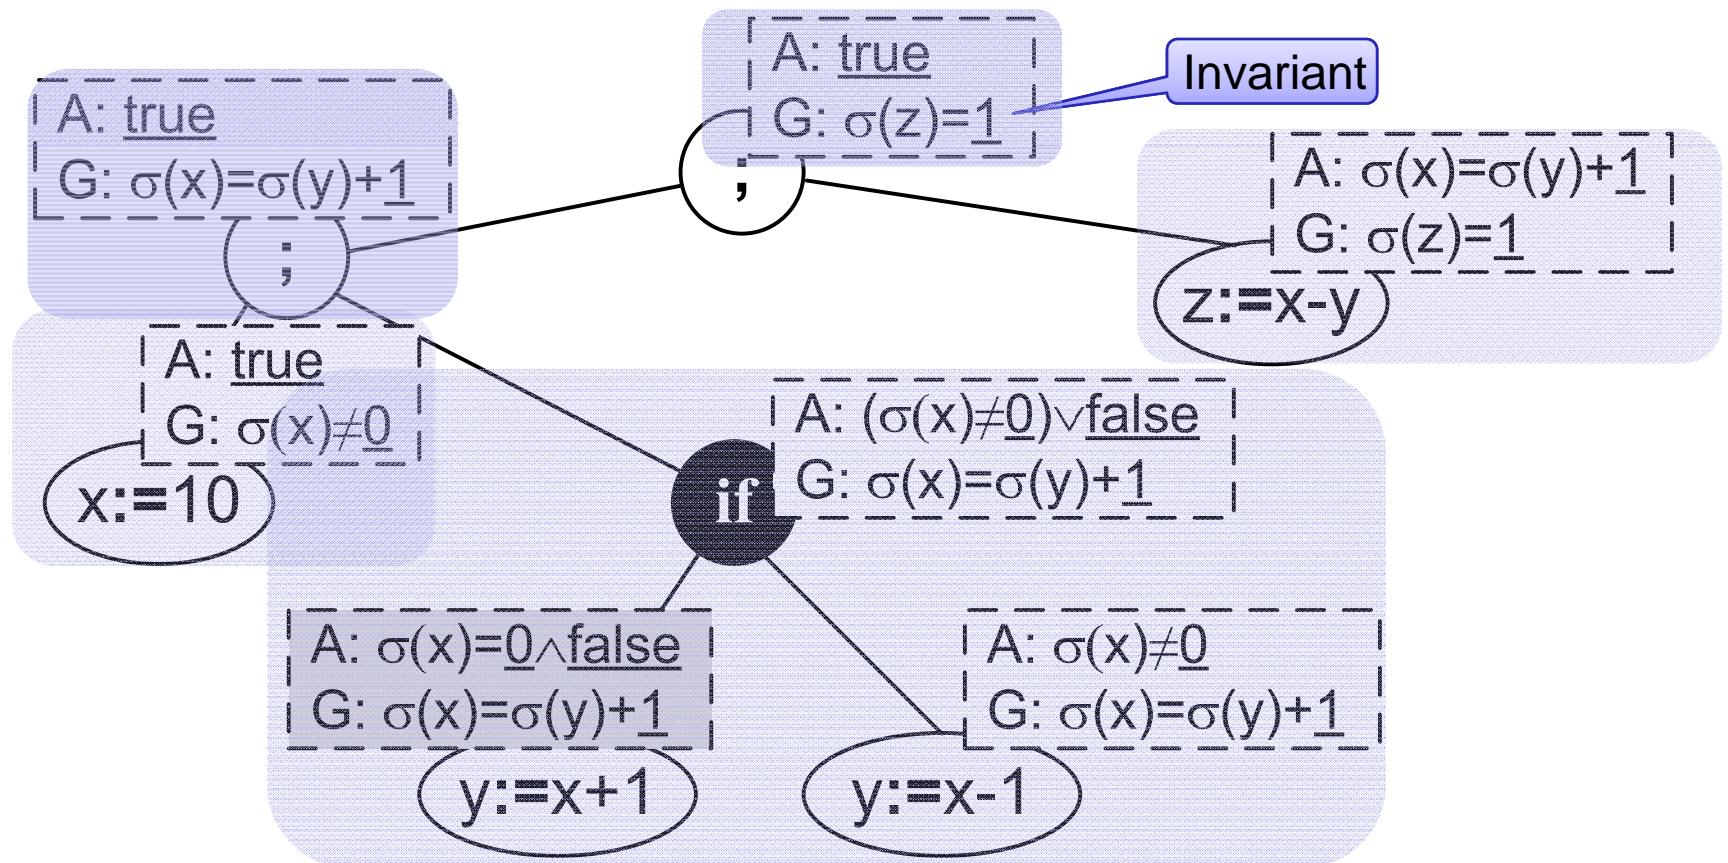 A: true
G: σ(z)=1
Invariant
;
A: true
G: σ(x)=σ(y)+1
;
A: σ(x)=σ(y)+1
G: σ(z)=1
z:=x-y
A: true
G: σ(x)≠0
x:=10
A: (σ(x)≠0)∨false
G: σ(x)=σ(y)+1
if
A: σ(x)=0∧false
G: σ(x)=σ(y)+1
y:=x+1
A: σ(x)≠0
G: σ(x)=σ(y)+1
y:=x-1